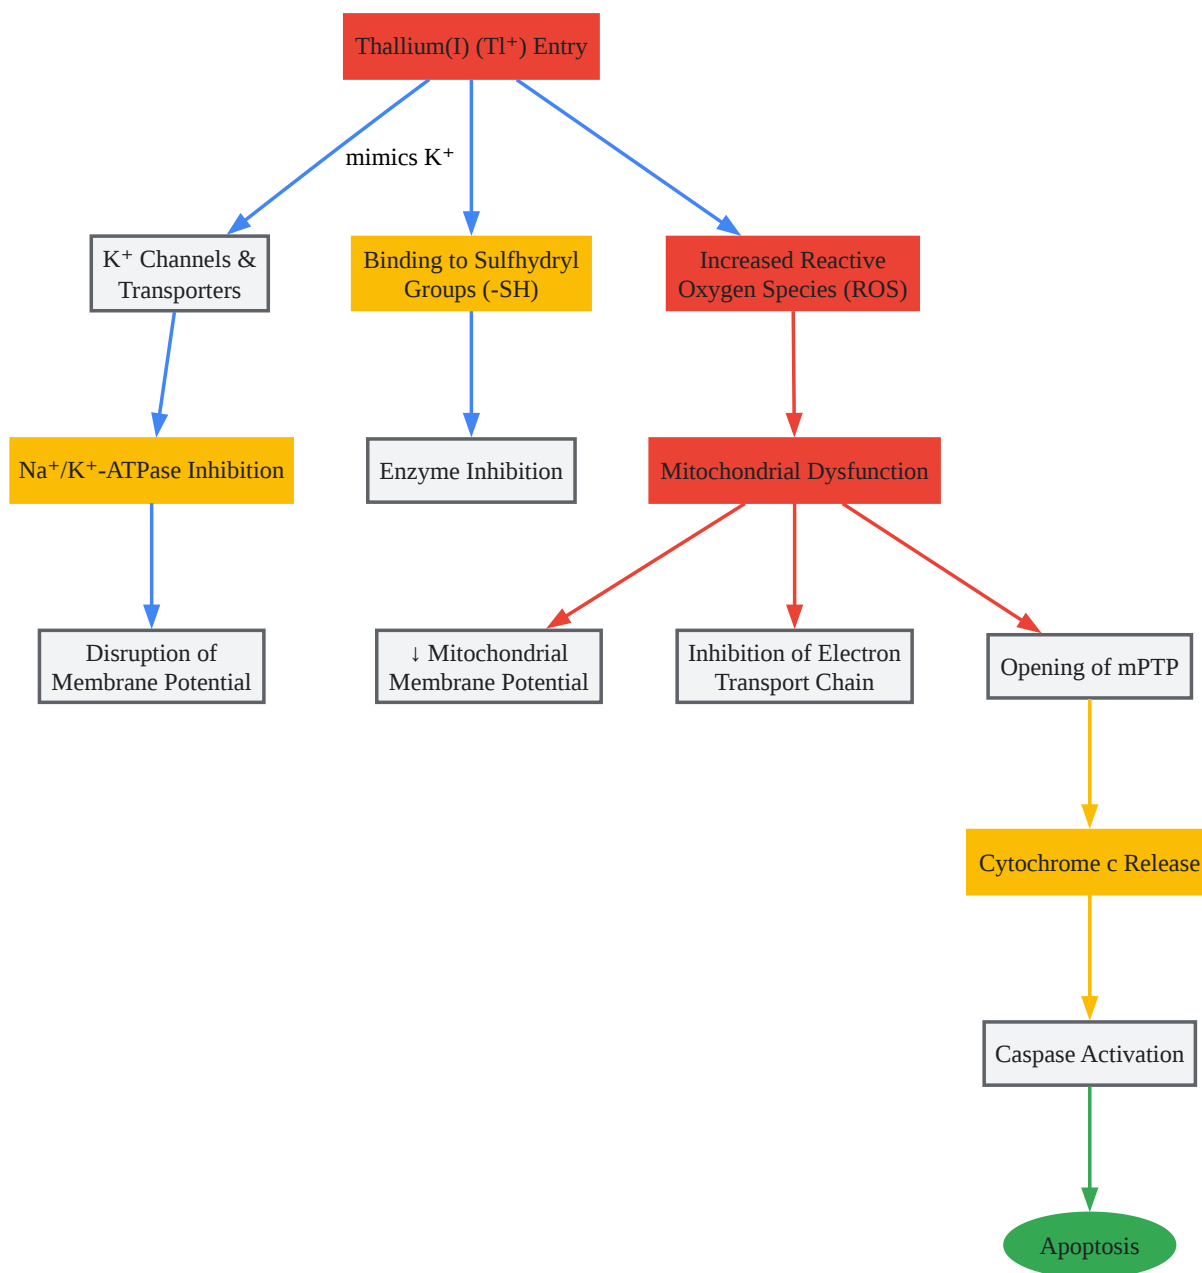 Thallium(I) (Tl⁺) Entry
mimics K⁺
K⁺ Channels &
Transporters
Binding to Sulfhydryl
Groups (-SH)
Increased Reactive
Oxygen Species (ROS)
Na⁺/K⁺-ATPase Inhibition
Enzyme Inhibition
Mitochondrial Dysfunction
Disruption of
Membrane Potential
↓ Mitochondrial
Membrane Potential
Inhibition of Electron
Transport Chain
Opening of mPTP
Cytochrome c Release
Caspase Activation
Apoptosis